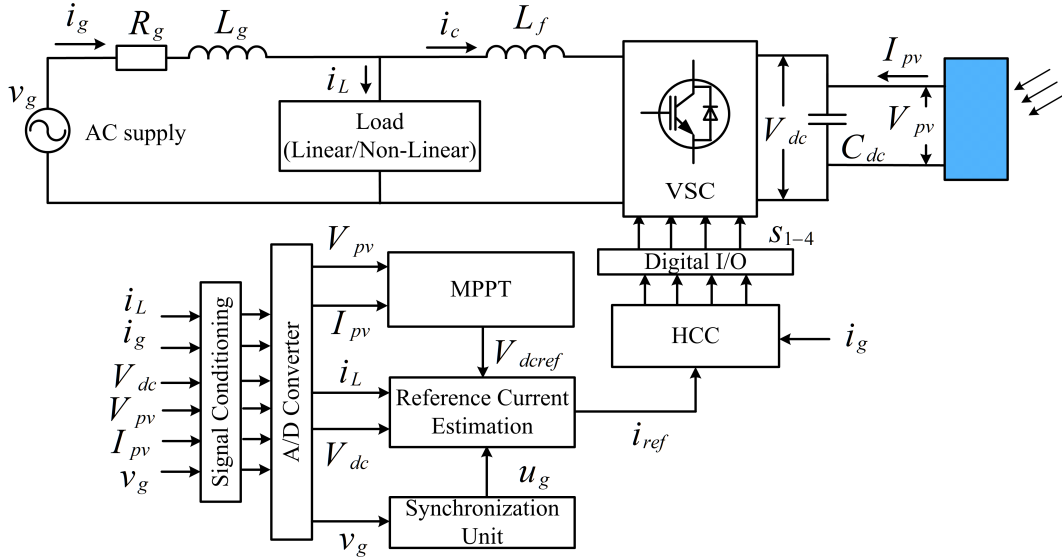 i_g
R_g
L_g
i_c
L_f
I_pv
v_g
AC supply
i_L
Load
(Linear/Non-Linear)
VSC
V_dc
C_dc
V_pv
s_1–4
Digital I/O
HCC
i_g
i_ref
V_pv
MPPT
I_pv
V_dcref
i_L
Reference Current
Estimation
V_dc
u_g
Synchronization
Unit
v_g
A/D Converter
Signal Conditioning
i_L
i_g
V_dc
V_pv
I_pv
v_g